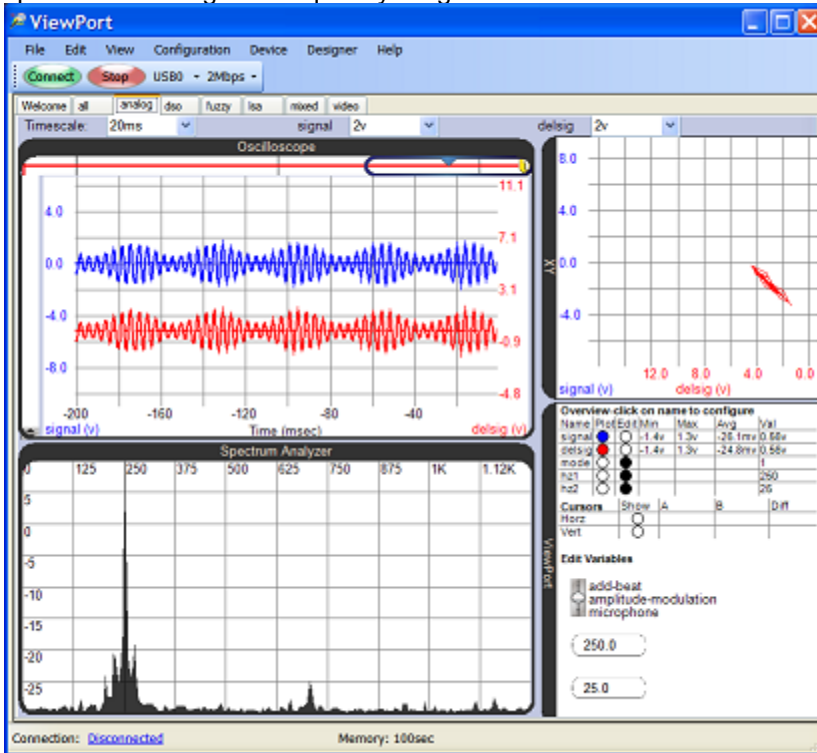 ViewPort
File Edit View Configuration Device Designer Help
Connect Stop USB0 2Mbps
Welcome all analog dso fuzzy lsa mixed video
Timescale: 20ms signal 2v delsig 2v
Oscilloscope
11.1
4.0
7.1
0.0
3.1
-4.0
-0.9
-8.0
-4.8
-200 -160 -120 -80 -40
signal (v) Time (msec) delsig (v)
XY
8.0
4.0
0.0
-4.0
12.0 8.0 4.0 0.0
signal (v) delsig (v)
Spectrum Analyzer
0 125 250 375 500 625 750 875 1K 1.12K
5
0
-5
-10
-15
-20
-25
ViewPort
Overview-click on name to configure
Name Plot Edit Min Max Avg Val
signal -1.4v 1.3v -26.1mv 0.58v
delsig -1.4v 1.3v -24.8mv 0.58v
mode 1
hz1 250
hz2 25
Cursors Show A B Diff
Horz
Vert
Edit Variables
add-beat
amplitude-modulation
microphone
250.0
25.0
Connection: Disconnected Memory: 100sec